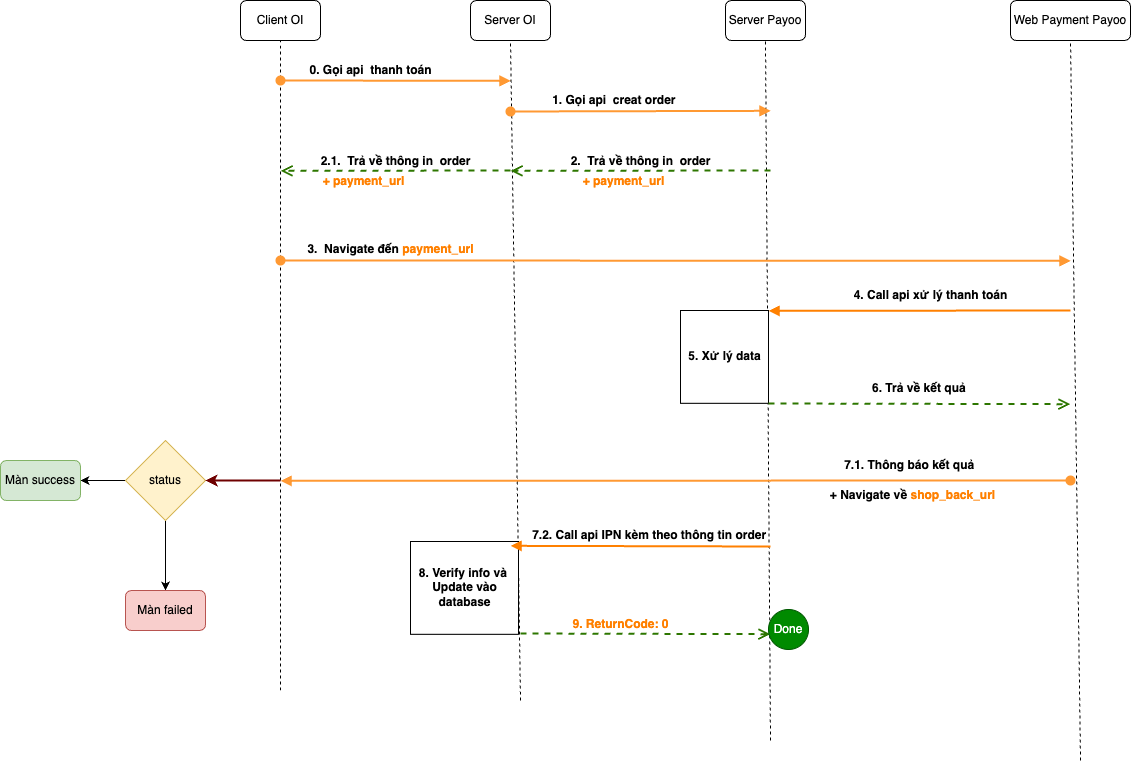 Client OI
Server OI
Server Payoo
Web Payment Payoo
0. Gọi api thanh toán
1. Gọi api creat order
2.1. Trả về thông in order
+ payment_url
2. Trả về thông in order
+ payment_url
3. Navigate đến payment_url
4. Call api xử lý thanh toán
5. Xử lý data
6. Trả về kết quả
7.1. Thông báo kết quả
+ Navigate về shop_back_url
Màn success
status
7.2. Call api IPN kèm theo thông tin order
8. Verify info và
Update vào
database
Màn failed
9. ReturnCode: 0
Done